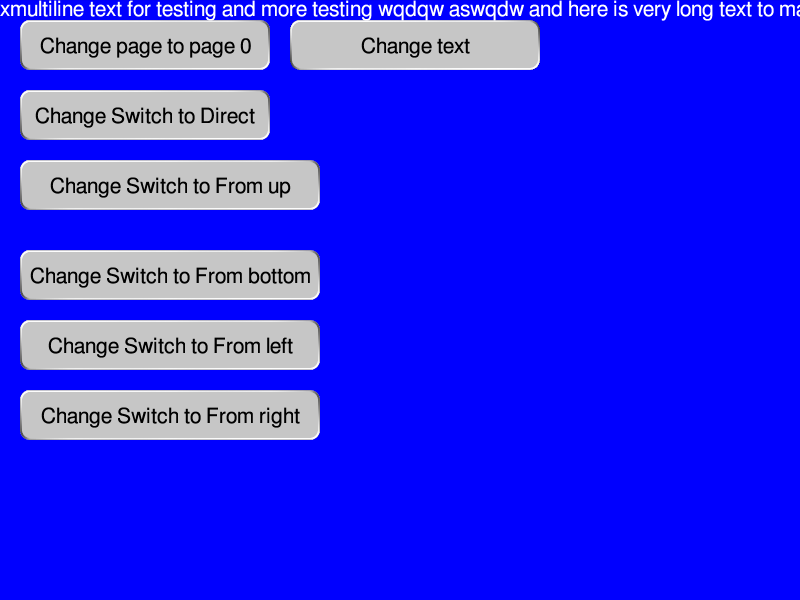 xmultiline text for testing and more testing wqdqw aswqdw and here is very long text to
Change page to page 0
Change text
Change Switch to Direct
Change Switch to From up
Change Switch to From bottom
Change Switch to From left
Change Switch to From right